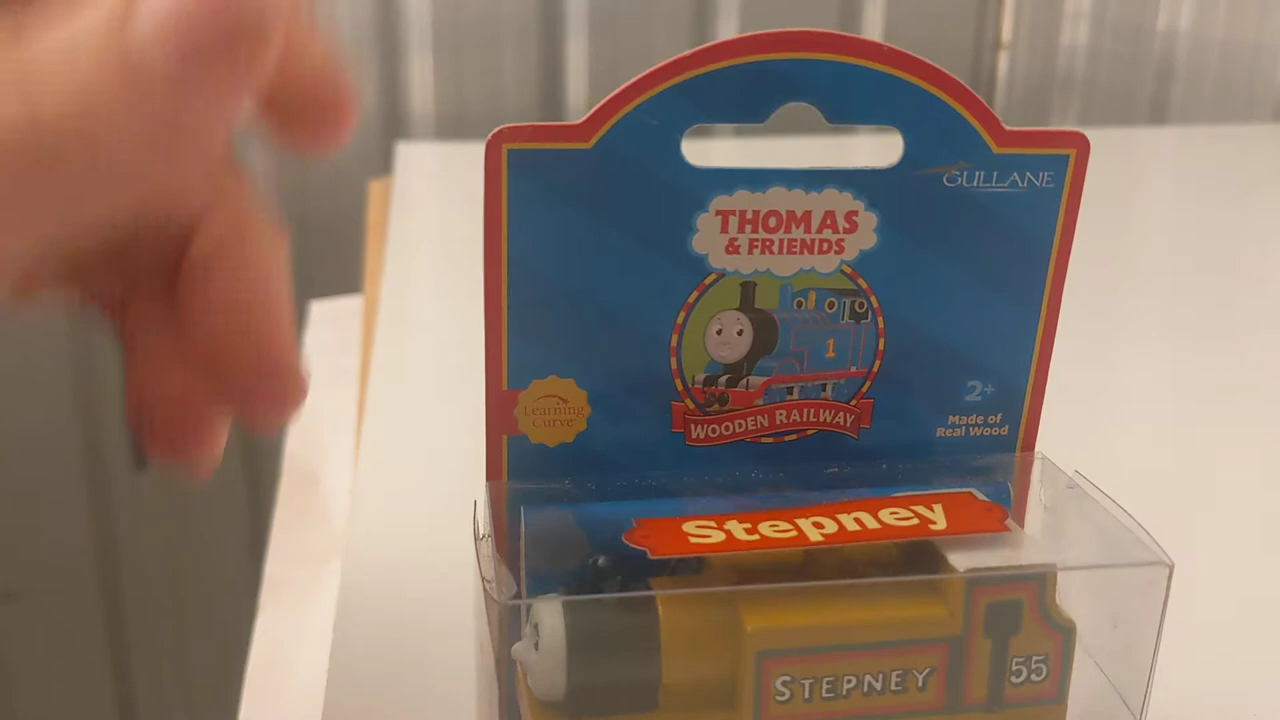 GULLANE
THOMAS
& FRIENDS
1
WOODEN RAILWAY
Learning
Curve
2+
Made of
Real Wood
Stepney
STEPNEY
55